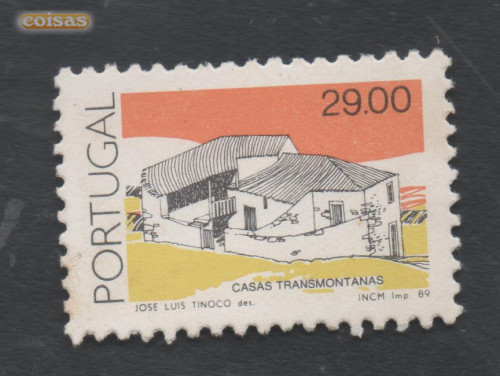 coisas
29.00
PORTUGAL
CASAS TRANSMONTANAS
JOSE LUIS TINOCO des.
INCM Imp 89